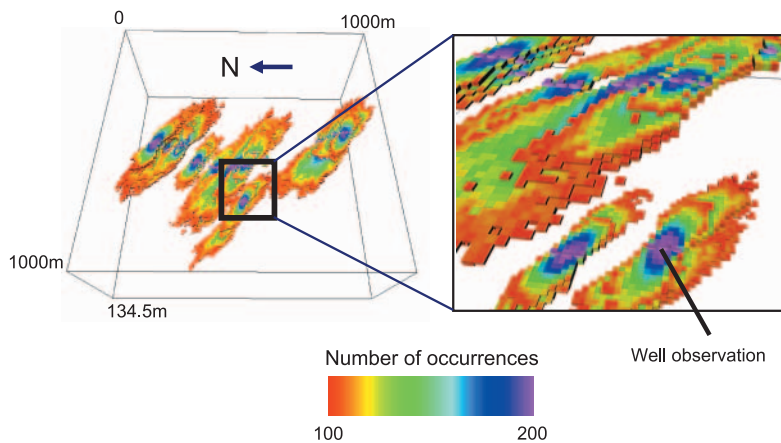 0
1000m
N
1000m
134.5m
Well observation
Number of occurrences
100
200